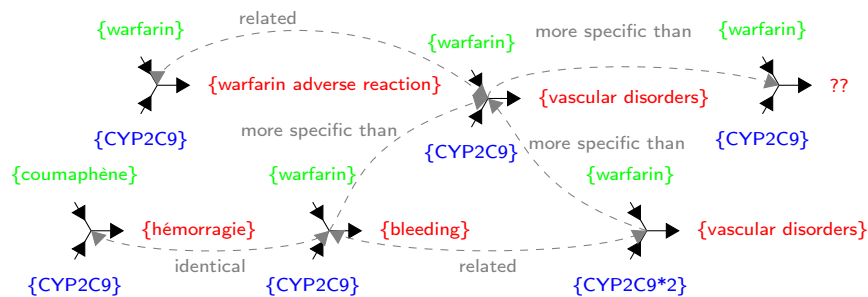 related
{warfarin}
{warfarin}
more specific than
{warfarin}
{warfarin adverse reaction}
{vascular disorders}
??
{CYP2C9}
more specific than
{CYP2C9}
more specific than
{CYP2C9}
{coumaphène}
{warfarin}
{warfarin}
{hémorragie}
{bleeding}
{vascular disorders}
identical
related
{CYP2C9}
{CYP2C9}
{CYP2C9*2}